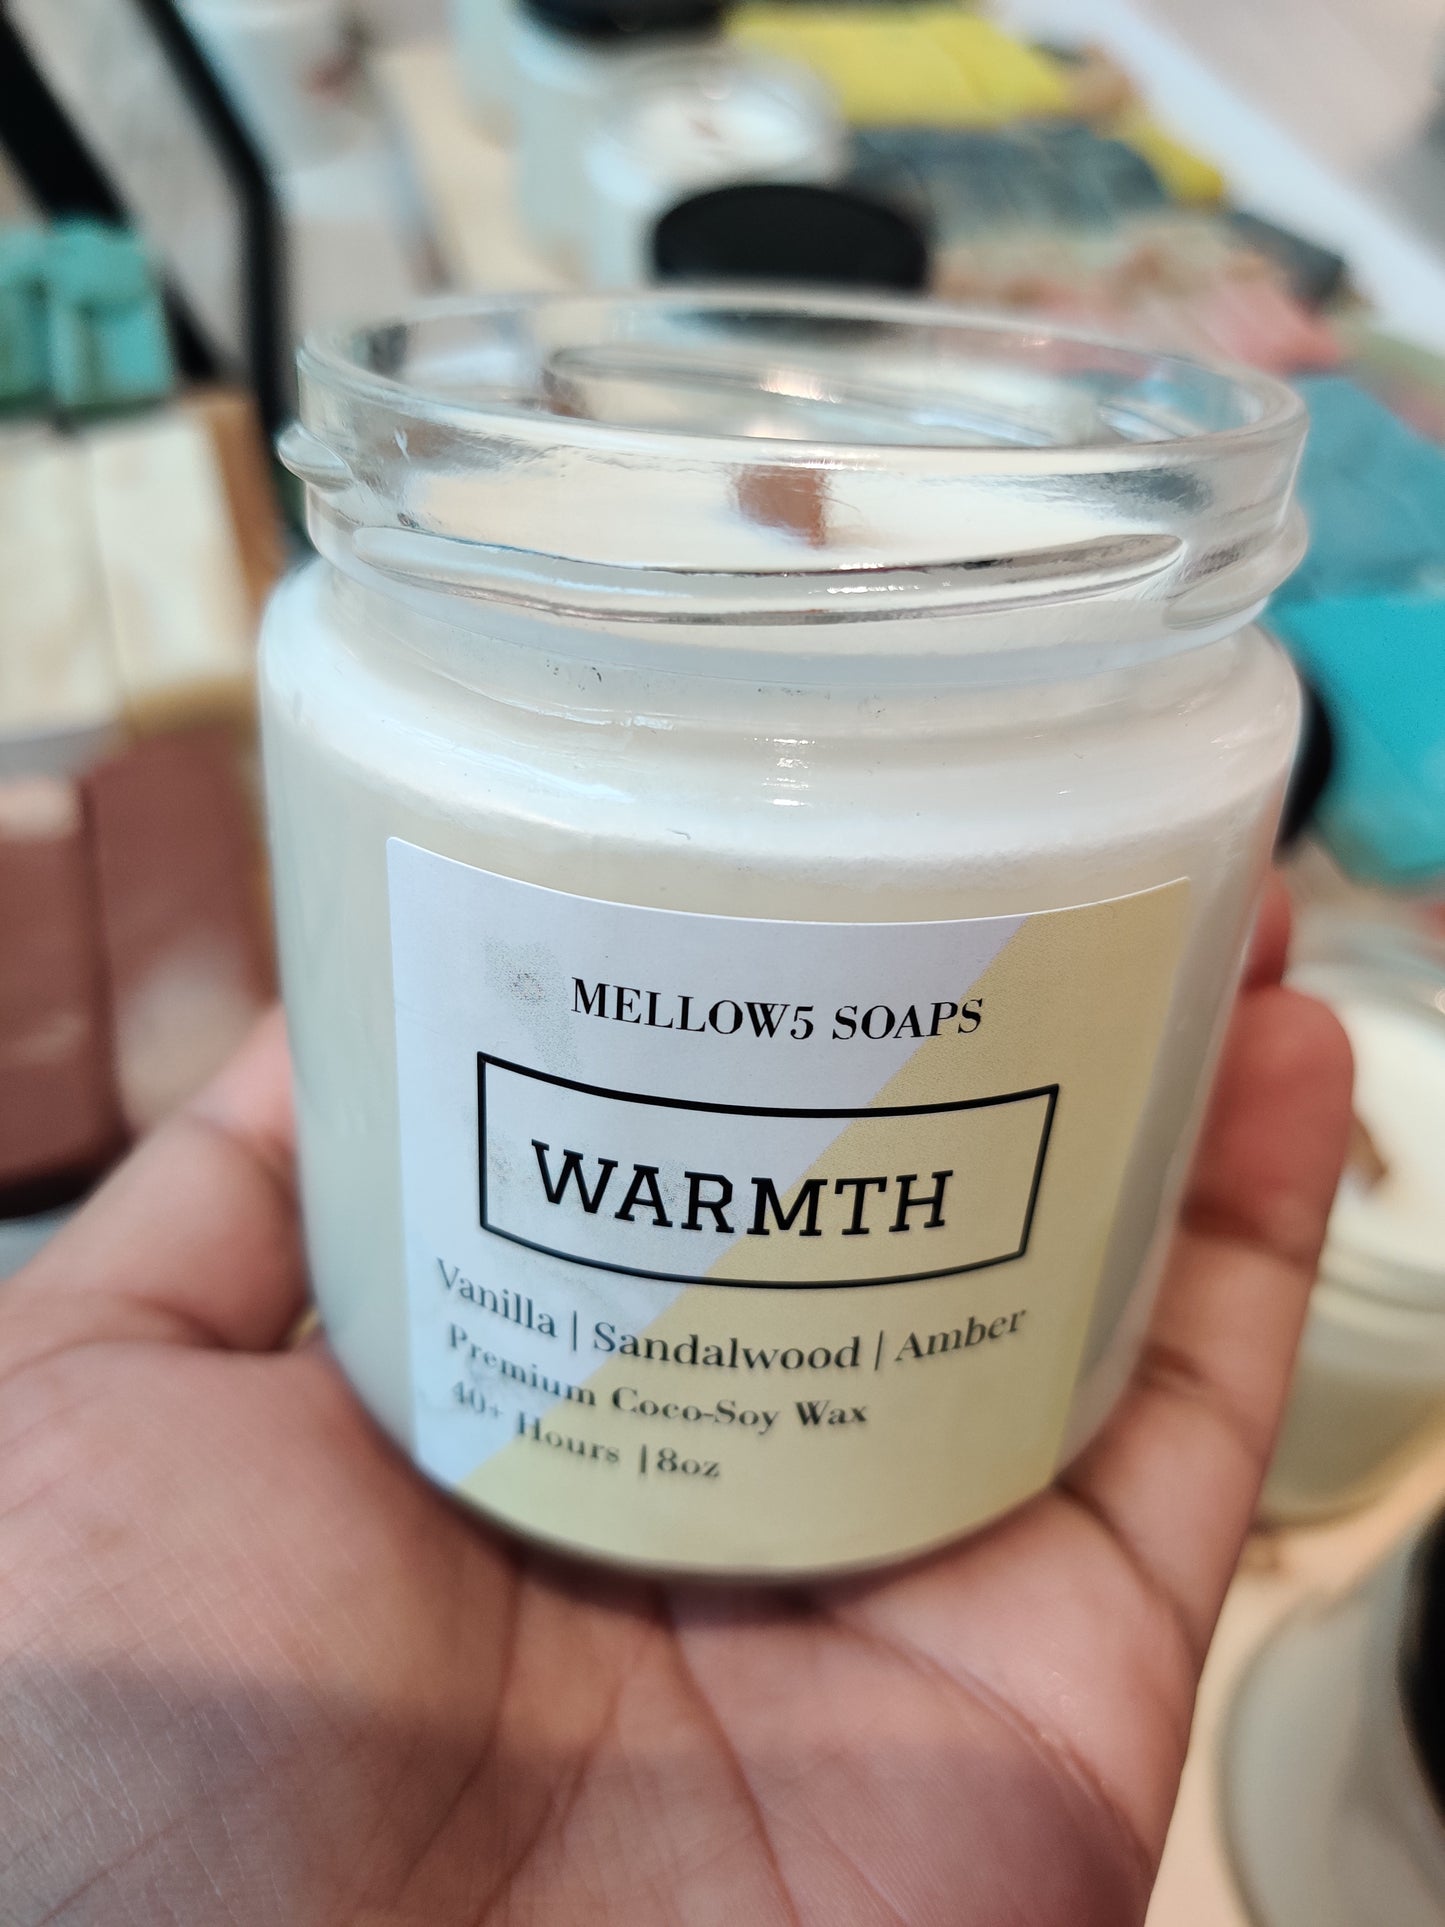 MELLOW5 SOAPS
WARMTH
Vanilla | Sandalwood | Amber
Premium Coco-Soy Wax
40+ Hours | 8oz